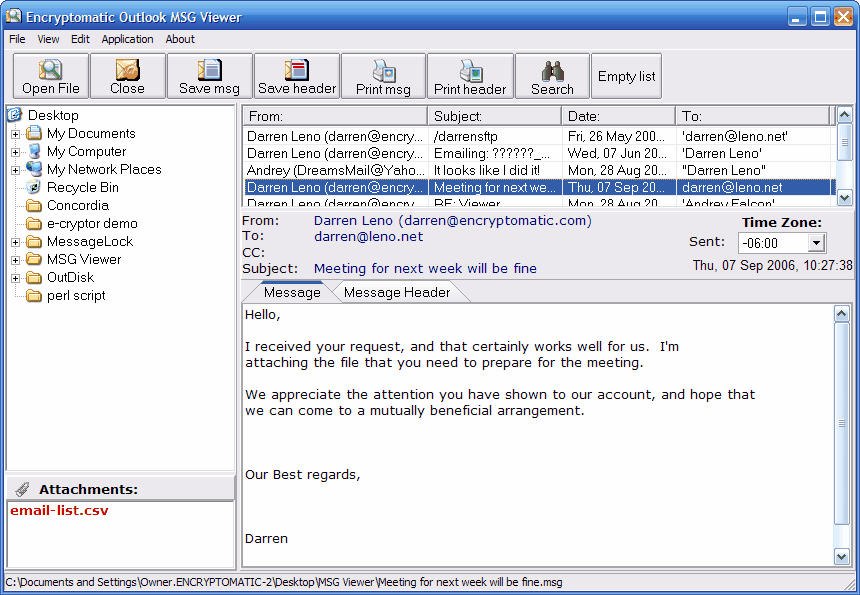 Encryptomatic Outlook MSG Viewer
File View Edit Application About
Open File Close Save msg Save header Print msg Print header Search Empty list
Desktop
My Documents
My Computer
My Network Places
Recycle Bin
Concordia
e-cryptor demo
MessageLock
MSG Viewer
OutDisk
perl script
Attachments:
email-list.csv
From: Subject: Date: To:
Darren Leno (darren@encry... /darrensftp Fri, 26 May 200... 'darren@leno.net'
Darren Leno (darren@encry... Emailing: ??????_... Wed, 07 Jun 20... 'Darren Leno'
Andrey (DreamsMail@Yaho... It looks like I did it! Mon, 28 Aug 20... "Darren Leno"
Darren Leno (darren@encry... Meeting for next we... Thu, 07 Sep 20... darren@leno.net
Darren Leno (darren@encry... RE: Viewer Mon, 28 Aug 20... 'Andrey Falcon'
From: Darren Leno (darren@encryptomatic.com)
To: darren@leno.net
CC:
Subject: Meeting for next week will be fine
Time Zone:
Sent: -06:00
Thu, 07 Sep 2006, 10:27:38
Message Message Header
Hello,
I received your request, and that certainly works well for us. I'm
attaching the file that you need to prepare for the meeting.
We appreciate the attention you have shown to our account, and hope that
we can come to a mutually beneficial arrangement.
Our Best regards,
Darren
C:\Documents and Settings\Owner.ENCRYPTOMATIC-2\Desktop\MSG Viewer\Meeting for next week will be fine.msg